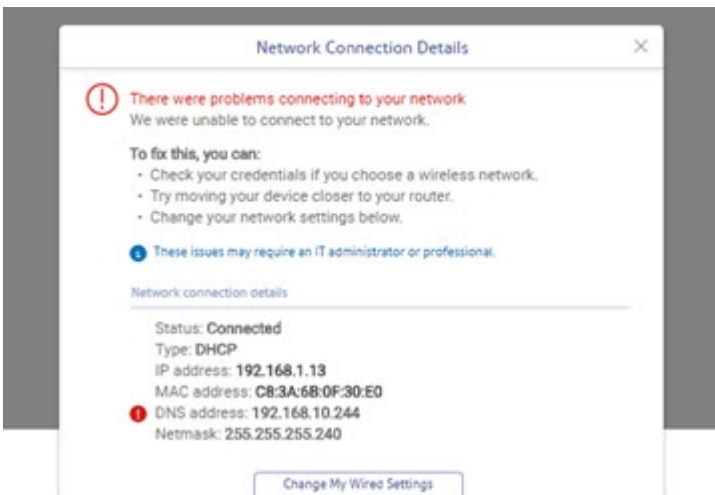 Network Connection Details
There were problems connecting to your network
We were unable to connect to your network.
To fix this, you can:
• Check your credentials if you choose a wireless network.
• Try moving your device closer to your router.
• Change your network settings below.
These issues may require an IT administrator or professional.
Network connection details
Status: Connected
Type: DHCP
IP address: 192.168.1.13
MAC address: C8:3A:6B:0F:30:E0
DNS address: 192.168.10.244
Netmask: 255.255.255.240
Change My Wired Settings